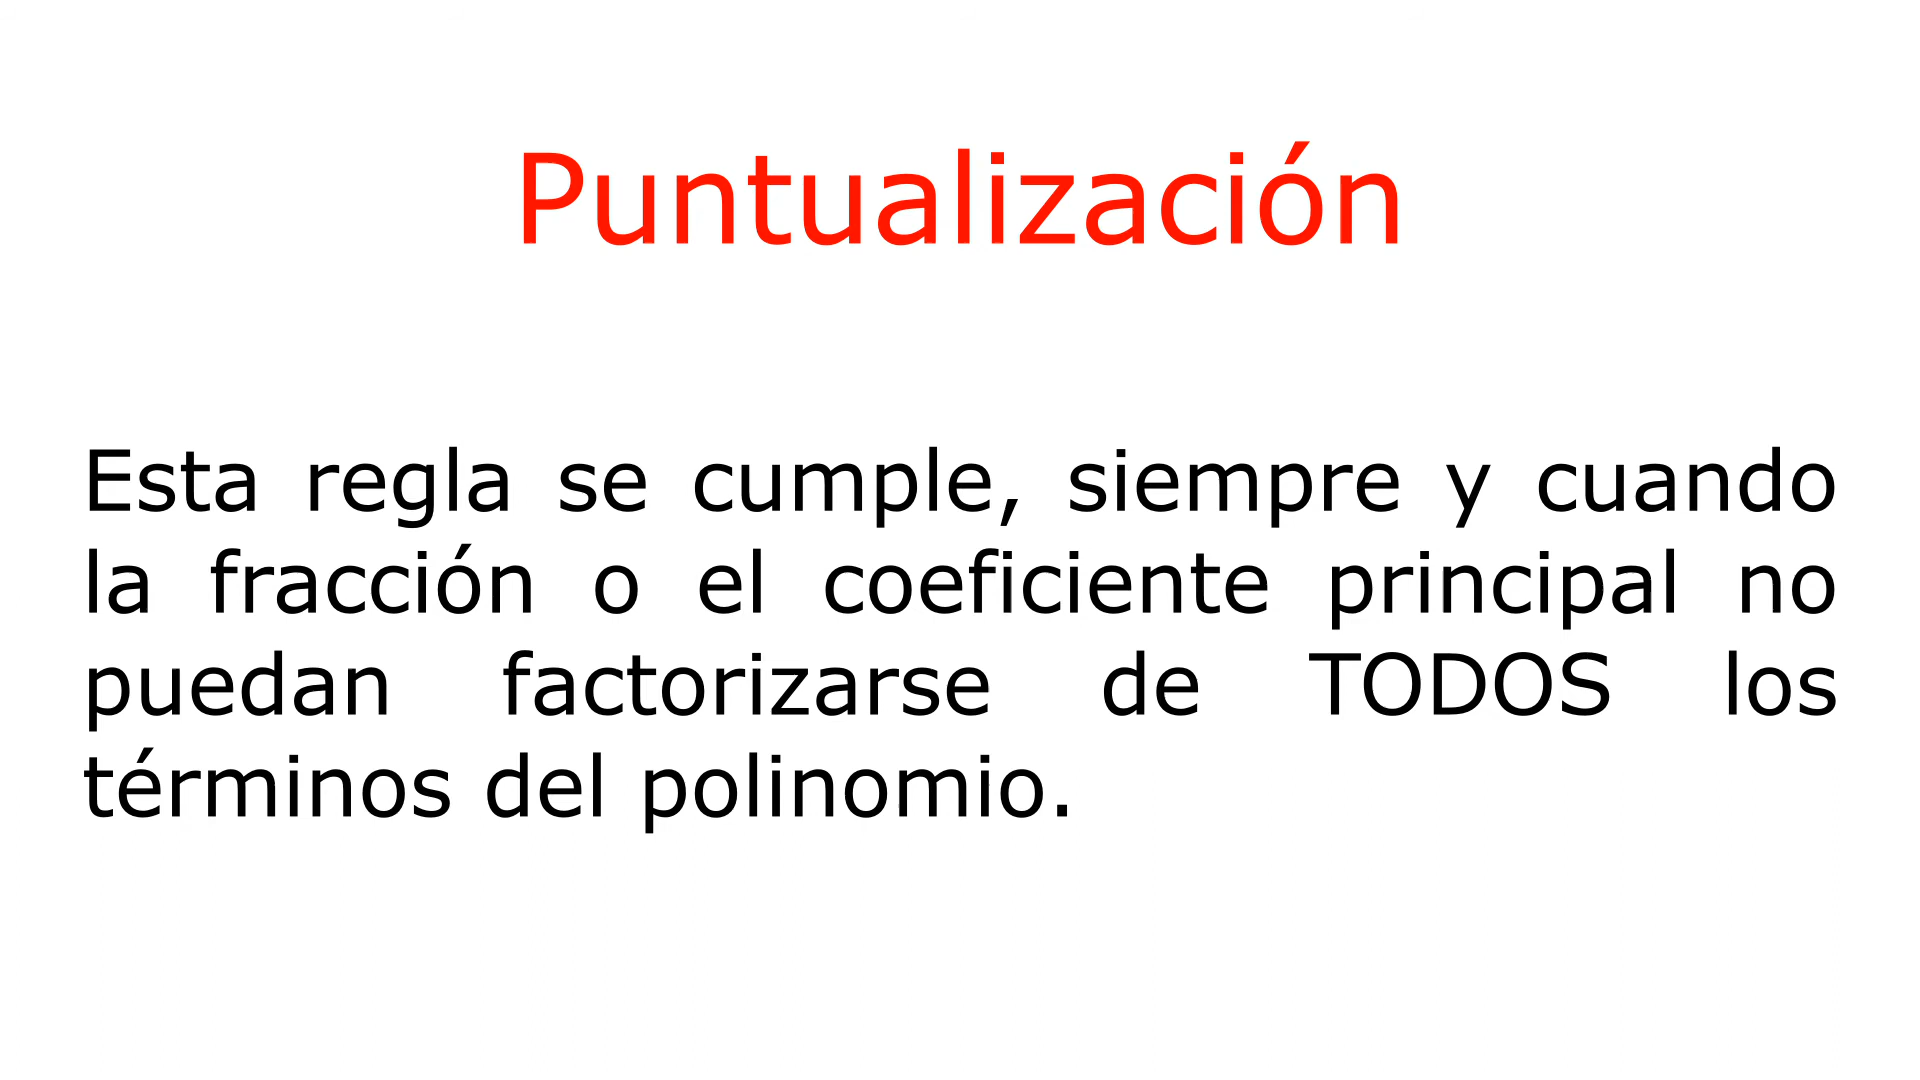 Puntualización
Esta regla se cumple, siempre y cuando
la fracción o el coeficiente principal no
puedan factorizarse de TODOS los
términos del polinomio.